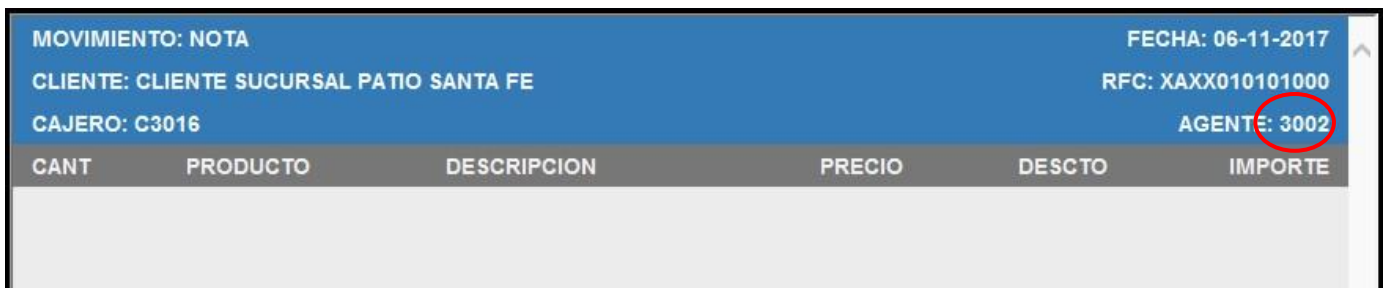 MOVIMIENTO: NOTA FECHA: 06-11-2017
CLIENTE: CLIENTE SUCURSAL PATIO SANTA FE RFC: XAXX010101000
CAJERO: C3016 AGENTE: 3002
CANT PRODUCTO DESCRIPCION PRECIO DESCTO IMPORTE